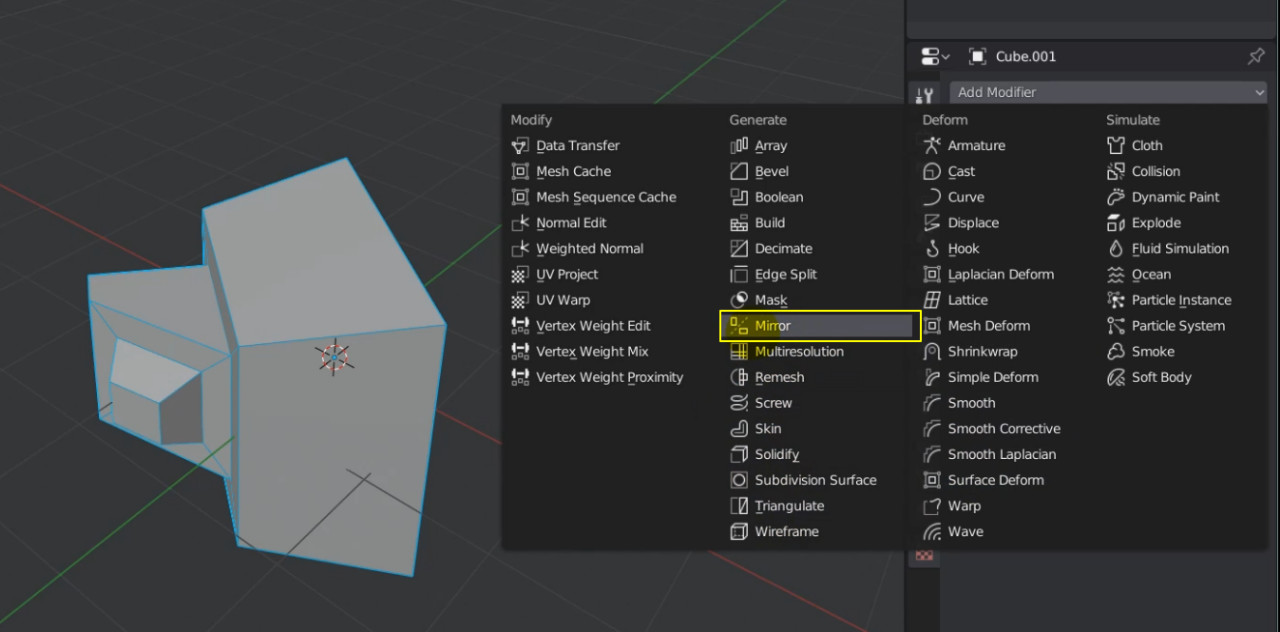 Cube.001
Add Modifier
Modify
Data Transfer
Mesh Cache
Mesh Sequence Cache
Normal Edit
Weighted Normal
UV Project
UV Warp
Vertex Weight Edit
Vertex Weight Mix
Vertex Weight Proximity
Generate
Array
Bevel
Boolean
Build
Decimate
Edge Split
Mask
Mirror
Multiresolution
Remesh
Screw
Skin
Solidify
Subdivision Surface
Triangulate
Wireframe
Deform
Armature
Cast
Curve
Displace
Hook
Laplacian Deform
Lattice
Mesh Deform
Shrinkwrap
Simple Deform
Smooth
Smooth Corrective
Smooth Laplacian
Surface Deform
Warp
Wave
Simulate
Cloth
Collision
Dynamic Paint
Explode
Fluid Simulation
Ocean
Particle Instance
Particle System
Smoke
Soft Body